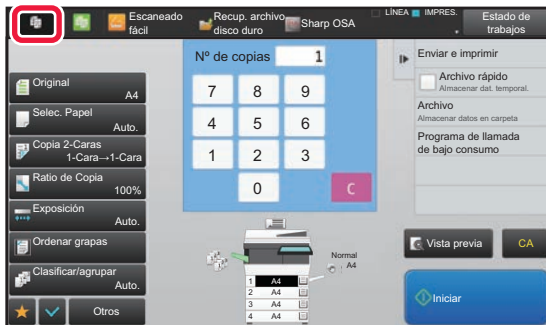 Escaneado
fácil
Recup. archivo
disco duro
Sharp OSA
LÍNEA
IMPRES.
Estado de
trabajos
Original
A4
Selec. Papel
Auto.
Copia 2-Caras
1-Cara→1-Cara
Ratio de Copia
100%
Exposición
Auto.
Ordenar grapas
Clasificar/agrupar
Auto.
Otros
Nº de copias 1
7 8 9
4 5 6
1 2 3
0 C
Normal
A4
1 A4
2 A4
3 A4
4 A4
Enviar e imprimir
Archivo rápido
Almacenar dat. temporal.
Archivo
Almacenar datos en carpeta
Programa de llamada
de bajo consumo
Vista previa
CA
Iniciar